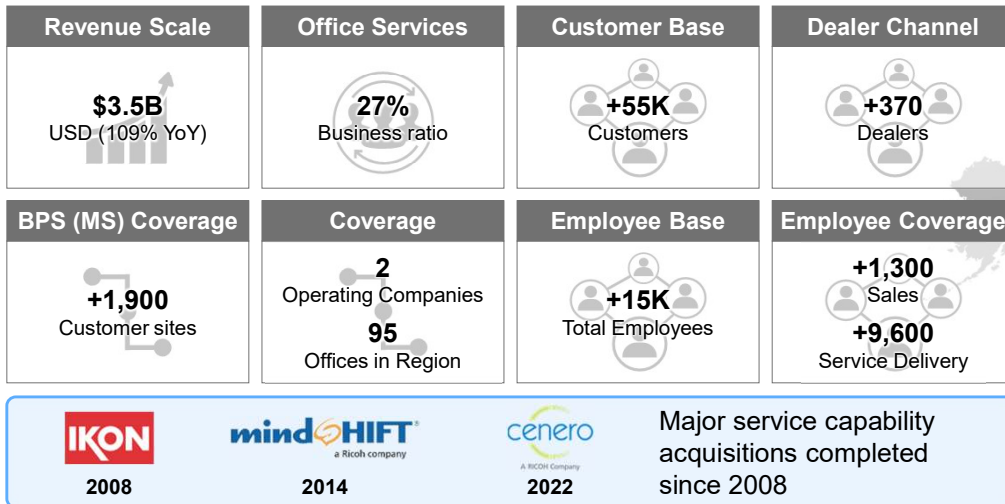 Revenue Scale
$3.5B
USD (109% YoY)
Office Services
27%
Business ratio
Customer Base
+55K
Customers
Dealer Channel
+370
Dealers
BPS (MS) Coverage
+1,900
Customer sites
Coverage
2
Operating Companies
95
Offices in Region
Employee Base
+15K
Total Employees
Employee Coverage
+1,300
Sales
+9,600
Service Delivery
IKON
2008
mindSHIFT®
a Ricoh company
2014
cenero
A RICOH Company
2022
Major service capability
acquisitions completed
since 2008